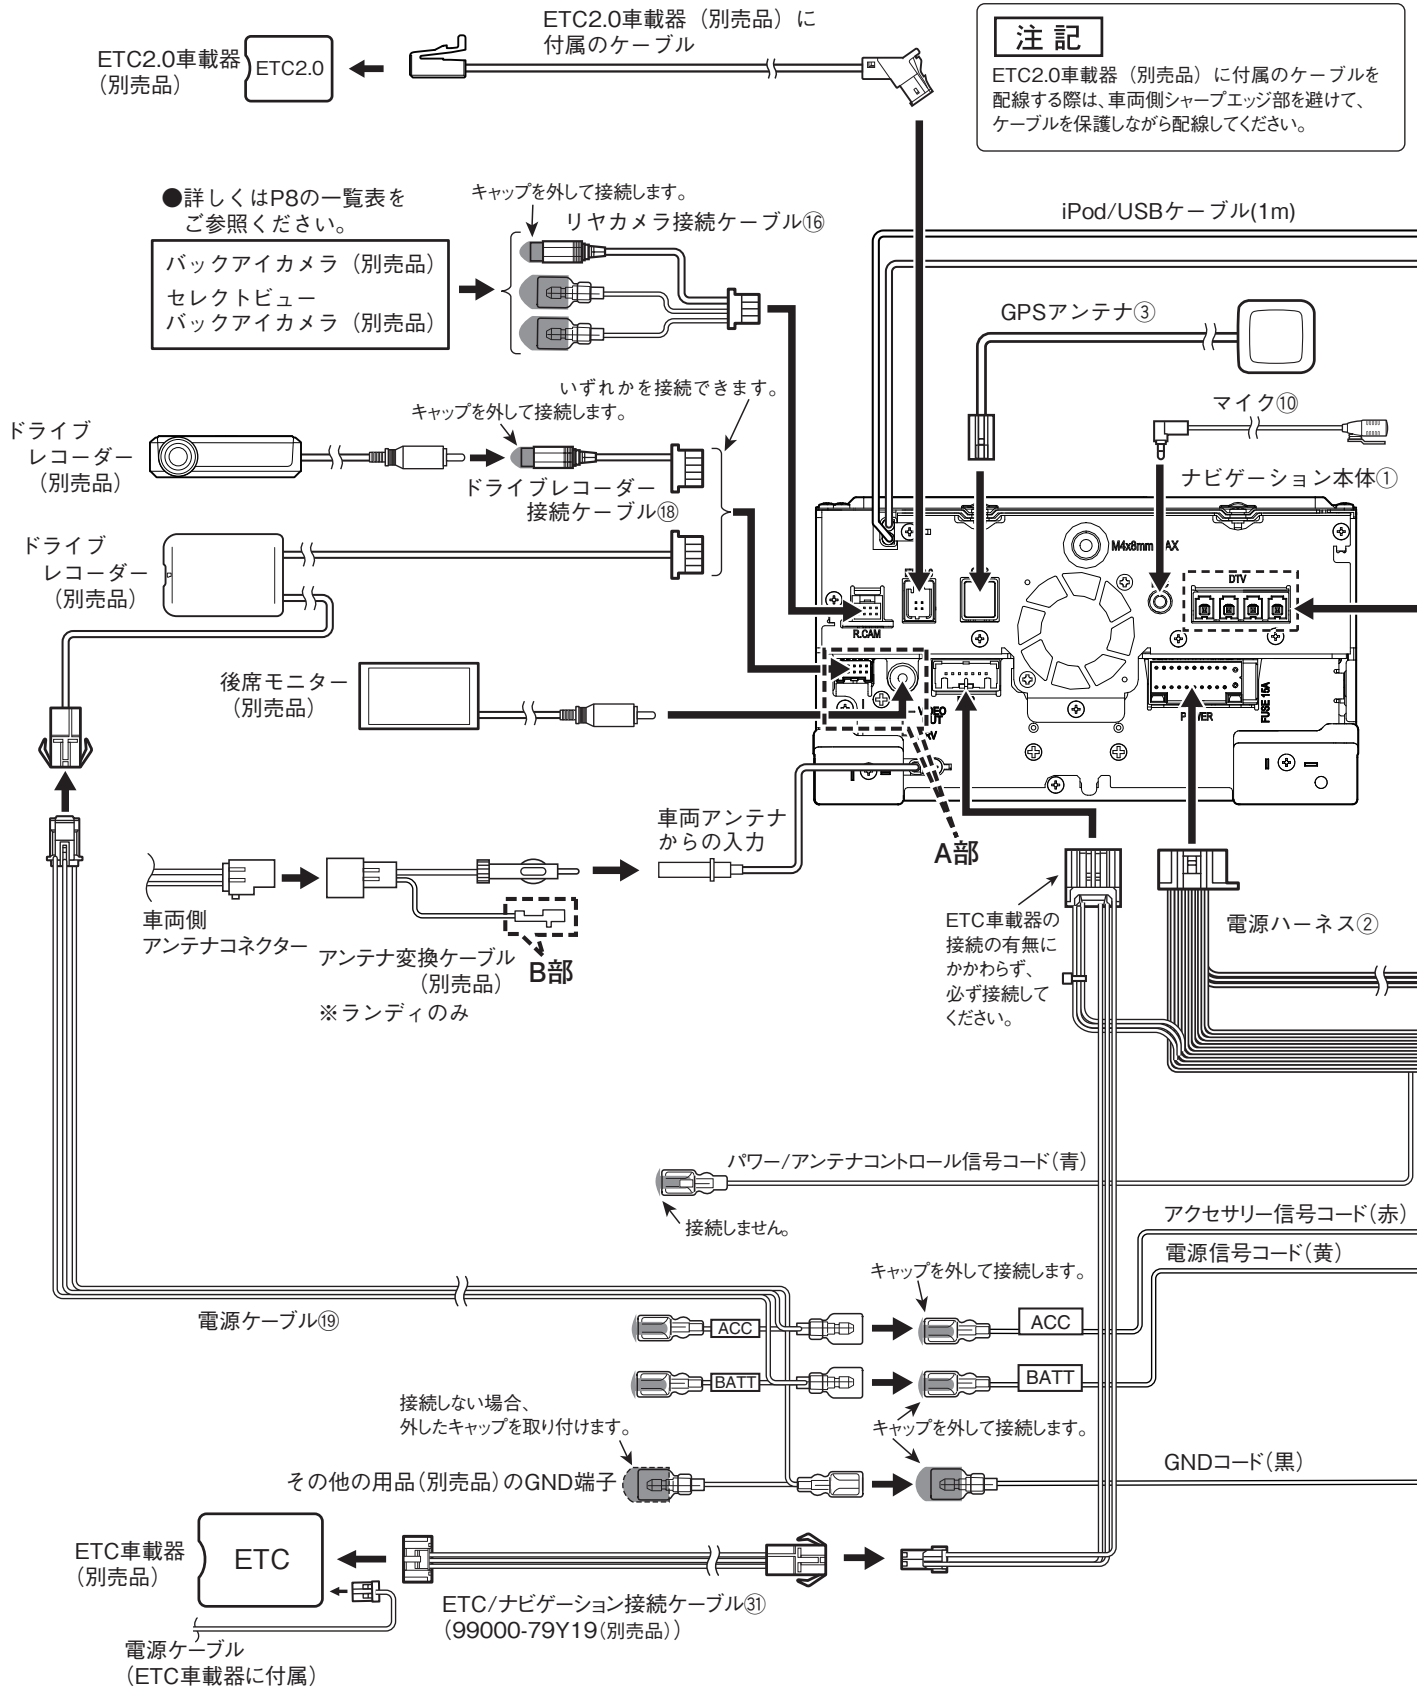 ETC2.0車載器（別売品）に
付属のケーブル
ETC2.0車載器
（別売品）
ETC2.0
注記
ETC2.0車載器（別売品）に付属のケーブルを
配線する際は、車両側シャープエッジ部を避けて、
ケーブルを保護しながら配線してください。
●詳しくはP8の一覧表を
ご参照ください。
キャップを外して接続します。
リヤカメラ接続ケーブル⑯
バックアイカメラ（別売品）
セレクトビュー
バックアイカメラ（別売品）
iPod/USBケーブル(1m)
GPSアンテナ③
いずれかを接続できます。
キャップを外して接続します。
マイク⑩
ドライブ
レコーダー
（別売品）
ドライブレコーダー
接続ケーブル⑱
ナビゲーション本体①
ドライブ
レコーダー
（別売品）
M4x8mm
DTV
R.CAM
後席モニター
（別売品）
POWER
FUSE 15A
車両アンテナ
からの入力
A部
車両側
アンテナコネクター
アンテナ変換ケーブル
（別売品）
※ランディのみ
B部
ETC車載器の
接続の有無に
かかわらず、
必ず接続して
ください。
電源ハーネス②
パワー/アンテナコントロール信号コード（青）
接続しません。
アクセサリー信号コード（赤）
電源信号コード（黄）
キャップを外して接続します。
電源ケーブル⑲
ACC
ACC
BATT
BATT
接続しない場合、
外したキャップを取り付けます。
キャップを外して接続します。
その他の用品（別売品）のGND端子
GNDコード（黒）
ETC車載器
（別売品）
ETC
ETC/ナビゲーション接続ケーブル㉛
（99000-79Y19（別売品））
電源ケーブル
（ETC車載器に付属）